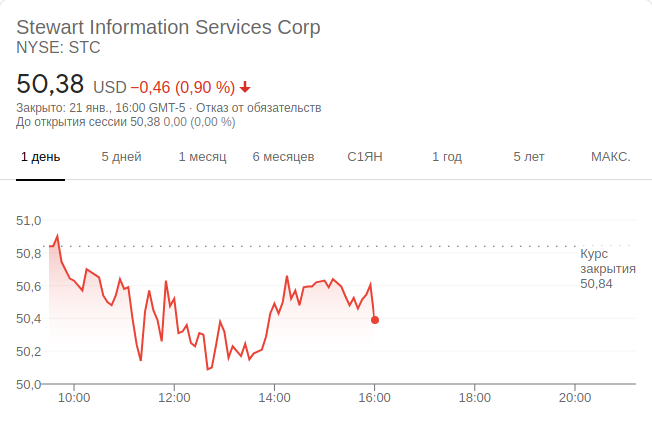 Stewart Information Services Corp
NYSE: STC
50,38 USD −0,46 (0,90 %)
Закрыто: 21 янв., 16:00 GMT-5 · Отказ от обязательств
До открытия сессии 50,38 0,00 (0,00 %)
1 день 5 дней 1 месяц 6 месяцев С1ЯН 1 год 5 лет МАКС.
51,0
50,8
Курс
закрытия
50,84
50,6
50,4
50,2
50,0
10:00 12:00 14:00 16:00 18:00 20:00